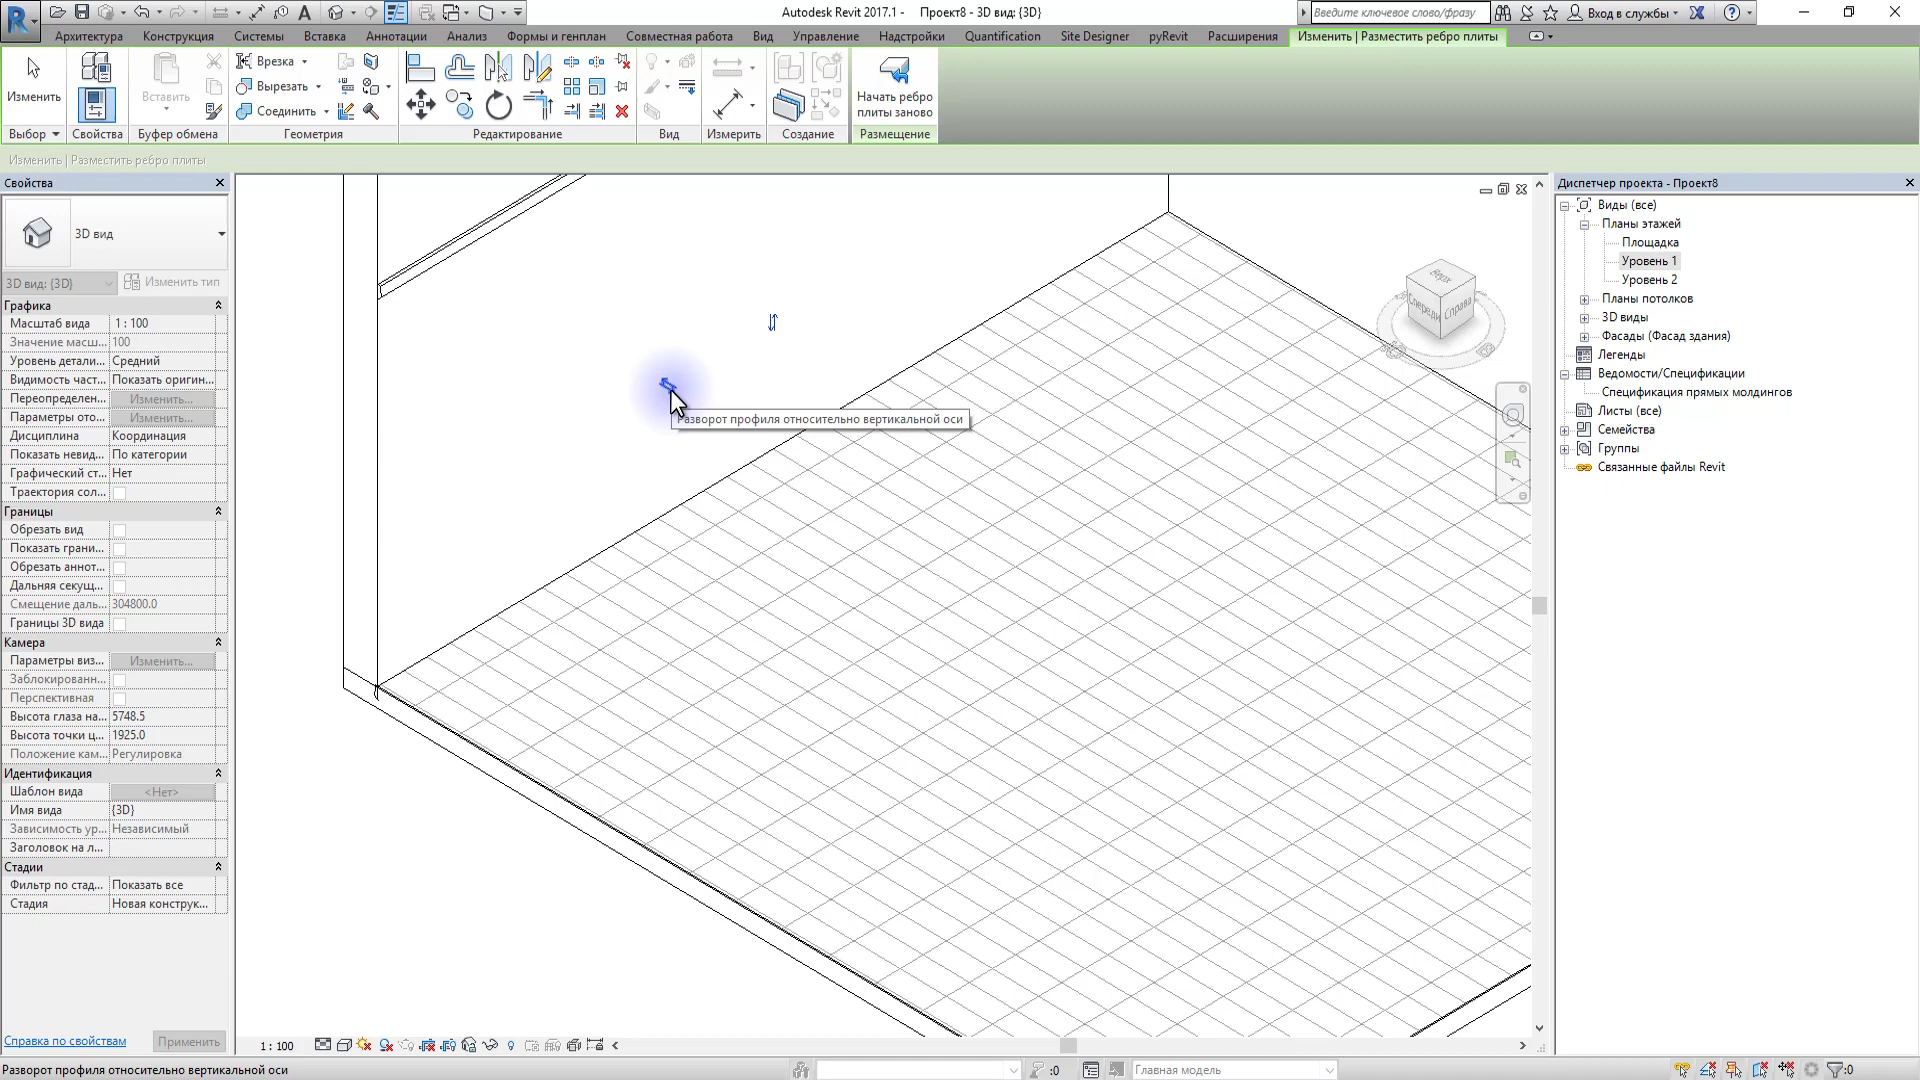 Autodesk Revit 2017.1 - Проект8 - 3D вид: {3D}
Введите ключевое слово/фразу
Вход в службы
Архитектура Конструкция Системы Вставка Аннотации Анализ Формы и генплан Совместная работа Вид Управление Надстройки Quantification Site Designer pyRevit Расширения Изменить | Разместить ребро плиты
Изменить
Вставить
Врезка
Вырезать
Соединить
Начать ребро
плиты заново
Выбор Свойства Буфер обмена Геометрия Редактирование Вид Измерить Создание Размещение
Изменить | Разместить ребро плиты
Свойства
3D вид
3D вид: {3D} Изменить тип
Графика
Масштаб вида 1 : 100
Значение масш... 100
Уровень детали... Средний
Видимость част... Показать оригин...
Переопределен... Изменить...
Параметры ото... Изменить...
Дисциплина Координация
Показать невид... По категории
Графический ст... Нет
Траектория сол...
Границы
Обрезать вид
Показать грани...
Обрезать аннот...
Дальняя секущ...
Смещение даль... 304800.0
Границы 3D вида
Камера
Параметры виз... Изменить...
Заблокированн...
Перспективная
Высота глаза на... 5748.5
Высота точки ц... 1925.0
Положение кам... Регулировка
Идентификация
Шаблон вида <Нет>
Имя вида {3D}
Зависимость ур... Независимый
Заголовок на л...
Стадии
Фильтр по стад... Показать все
Стадия Новая конструк...
Справка по свойствам Применить
Разворот профиля относительно вертикальной оси
Верх
Спереди
Справа
Диспетчер проекта - Проект8
Виды (все)
Планы этажей
Площадка
Уровень 1
Уровень 2
Планы потолков
3D виды
Фасады (Фасад здания)
Легенды
Ведомости/Спецификации
Спецификация прямых молдингов
Листы (все)
Семейства
Группы
Связанные файлы Revit
1 : 100
Разворот профиля относительно вертикальной оси
:0
Главная модель
:0